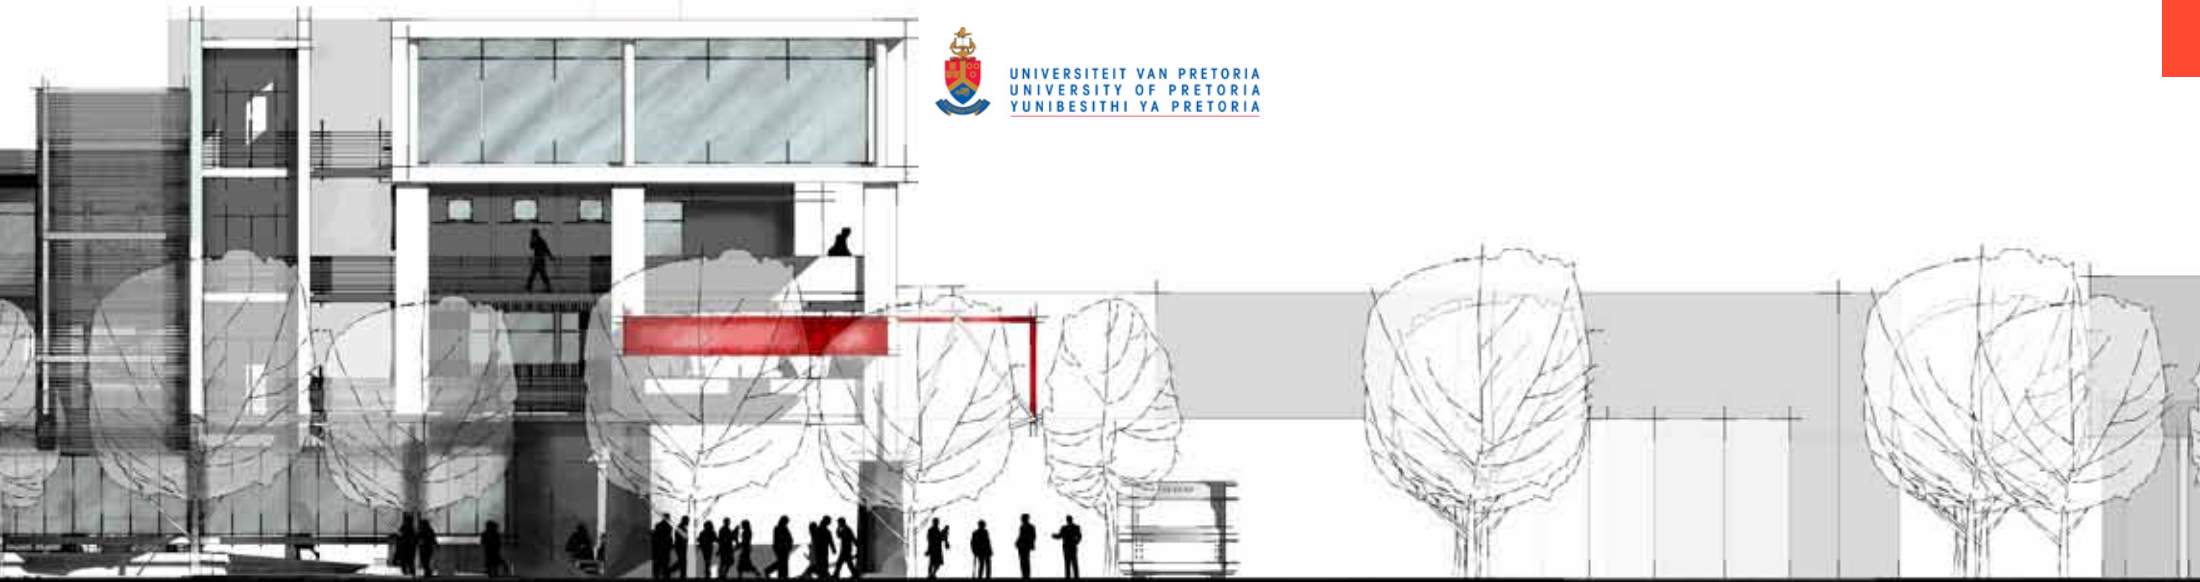 UNIVERSITEIT VAN PRETORIA
UNIVERSITY OF PRETORIA
YUNIBESITHI YA PRETORIA